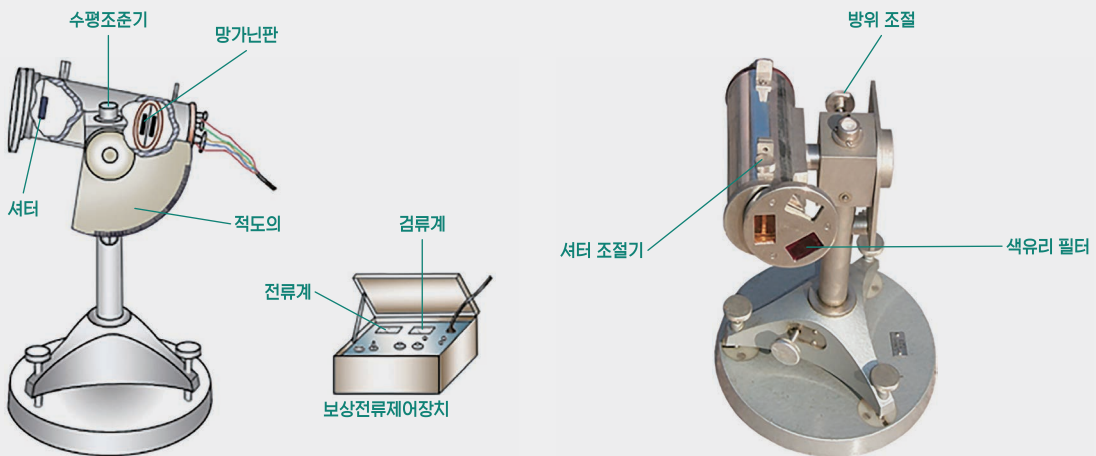 수평조준기
망가닌판
셔터
적도의
검류계
전류계
보상전류제어장치
방위 조절
셔터 조절기
색유리 필터